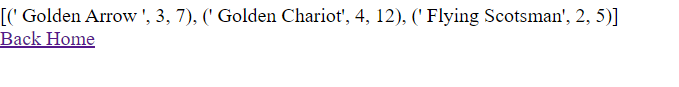 [(' Golden Arrow ', 3, 7), (' Golden Chariot', 4, 12), (' Flying Scotsman', 2, 5)]
Back Home